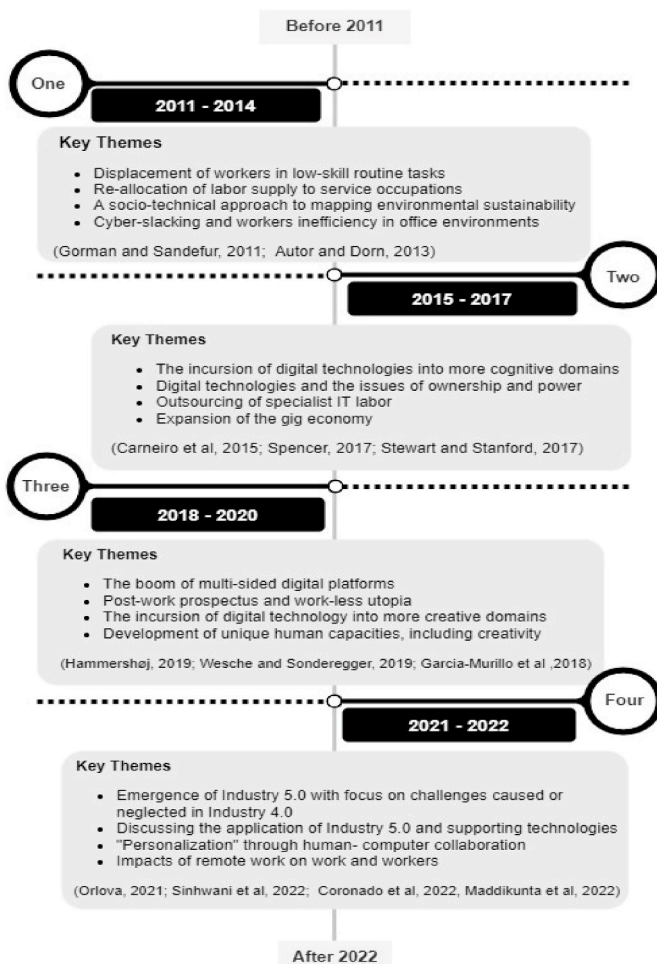 Before 2011
One
2011 - 2014
Key Themes
• Displacement of workers in low-skill routine tasks
• Re-allocation of labor supply to service occupations
• A socio-technical approach to mapping environmental sustainability
• Cyber-slacking and workers inefficiency in office environments
(Gorman and Sandefur, 2011; Autor and Dorn, 2013)
Two
2015 - 2017
Key Themes
• The incursion of digital technologies into more cognitive domains
• Digital technologies and the issues of ownership and power
• Outsourcing of specialist IT labor
• Expansion of the gig economy
(Carneiro et al, 2015; Spencer, 2017; Stewart and Stanford, 2017)
Three
2018 - 2020
Key Themes
• The boom of multi-sided digital platforms
• Post-work prospectus and work-less utopia
• The incursion of digital technology into more creative domains
• Development of unique human capacities, including creativity
(Hammershøj, 2019; Wesche and Sonderegger, 2019; Garcia-Murillo et al ,2018)
Four
2021 - 2022
Key Themes
• Emergence of Industry 5.0 with focus on challenges caused or
neglected in Industry 4.0
• Discussing the application of Industry 5.0 and supporting technologies
• "Personalization" through human- computer collaboration
• Impacts of remote work on work and workers
(Orlova, 2021; Sinhwani et al, 2022; Coronado et al, 2022, Maddikunta et al, 2022)
After 2022